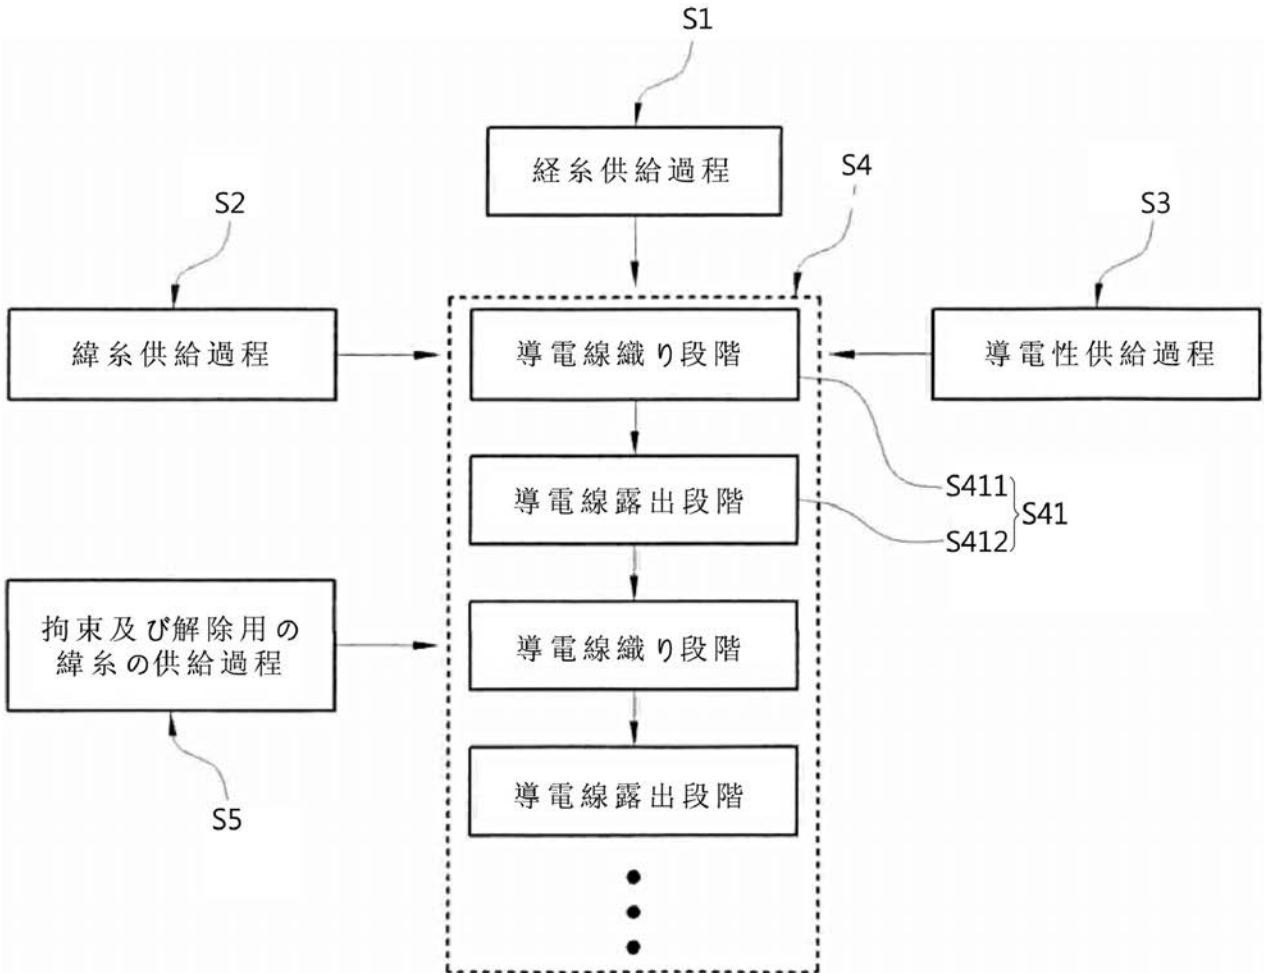 S1
経糸供給過程
S4
S2
S3
緯糸供給過程
導電線織り段階
導電性供給過程
導電線露出段階
S411
S412
S41
拘束及び解除用の
緯糸の供給過程
導電線織り段階
S5
導電線露出段階